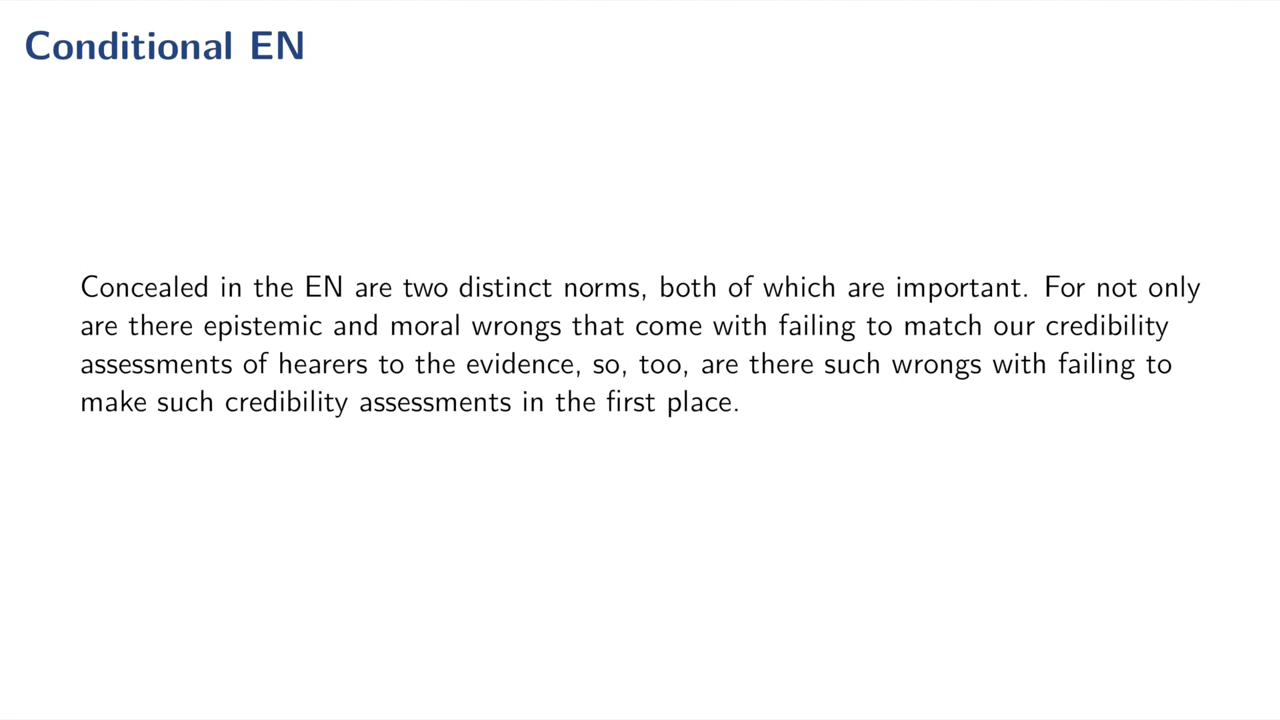 Conditional EN
Concealed in the EN are two distinct norms, both of which are important. For not only
are there epistemic and moral wrongs that come with failing to match our credibility
assessments of hearers to the evidence, so, too, are there such wrongs with failing to
make such credibility assessments in the first place.